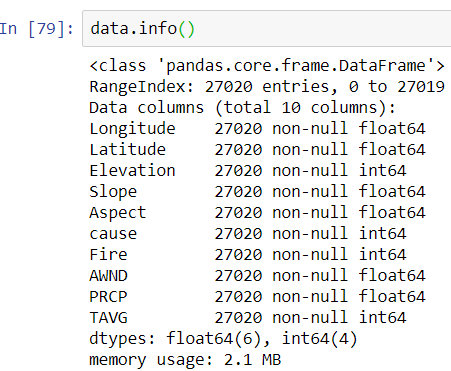 In [79]: data.info()
<class 'pandas.core.frame.DataFrame'>
RangeIndex: 27020 entries, 0 to 27019
Data columns (total 10 columns):
Longitude    27020 non-null float64
Latitude     27020 non-null float64
Elevation    27020 non-null int64
Slope        27020 non-null float64
Aspect       27020 non-null float64
cause        27020 non-null int64
Fire         27020 non-null int64
AWND         27020 non-null float64
PRCP         27020 non-null float64
TAVG         27020 non-null int64
dtypes: float64(6), int64(4)
memory usage: 2.1 MB